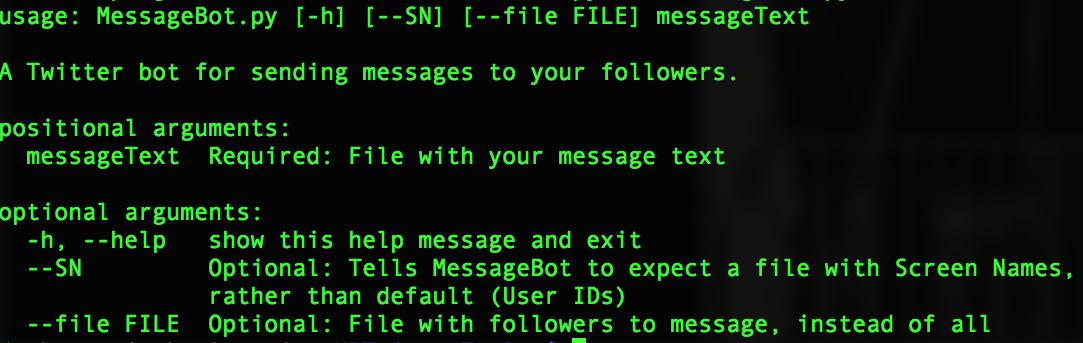 usage: MessageBot.py [-h] [--SN] [--file FILE] messageText
A Twitter bot for sending messages to your followers.
positional arguments:
messageText Required: File with your message text
optional arguments:
-h, --help show this help message and exit
--SN Optional: Tells MessageBot to expect a file with Screen Names,
rather than default (User IDs)
--file FILE Optional: File with followers to message, instead of all